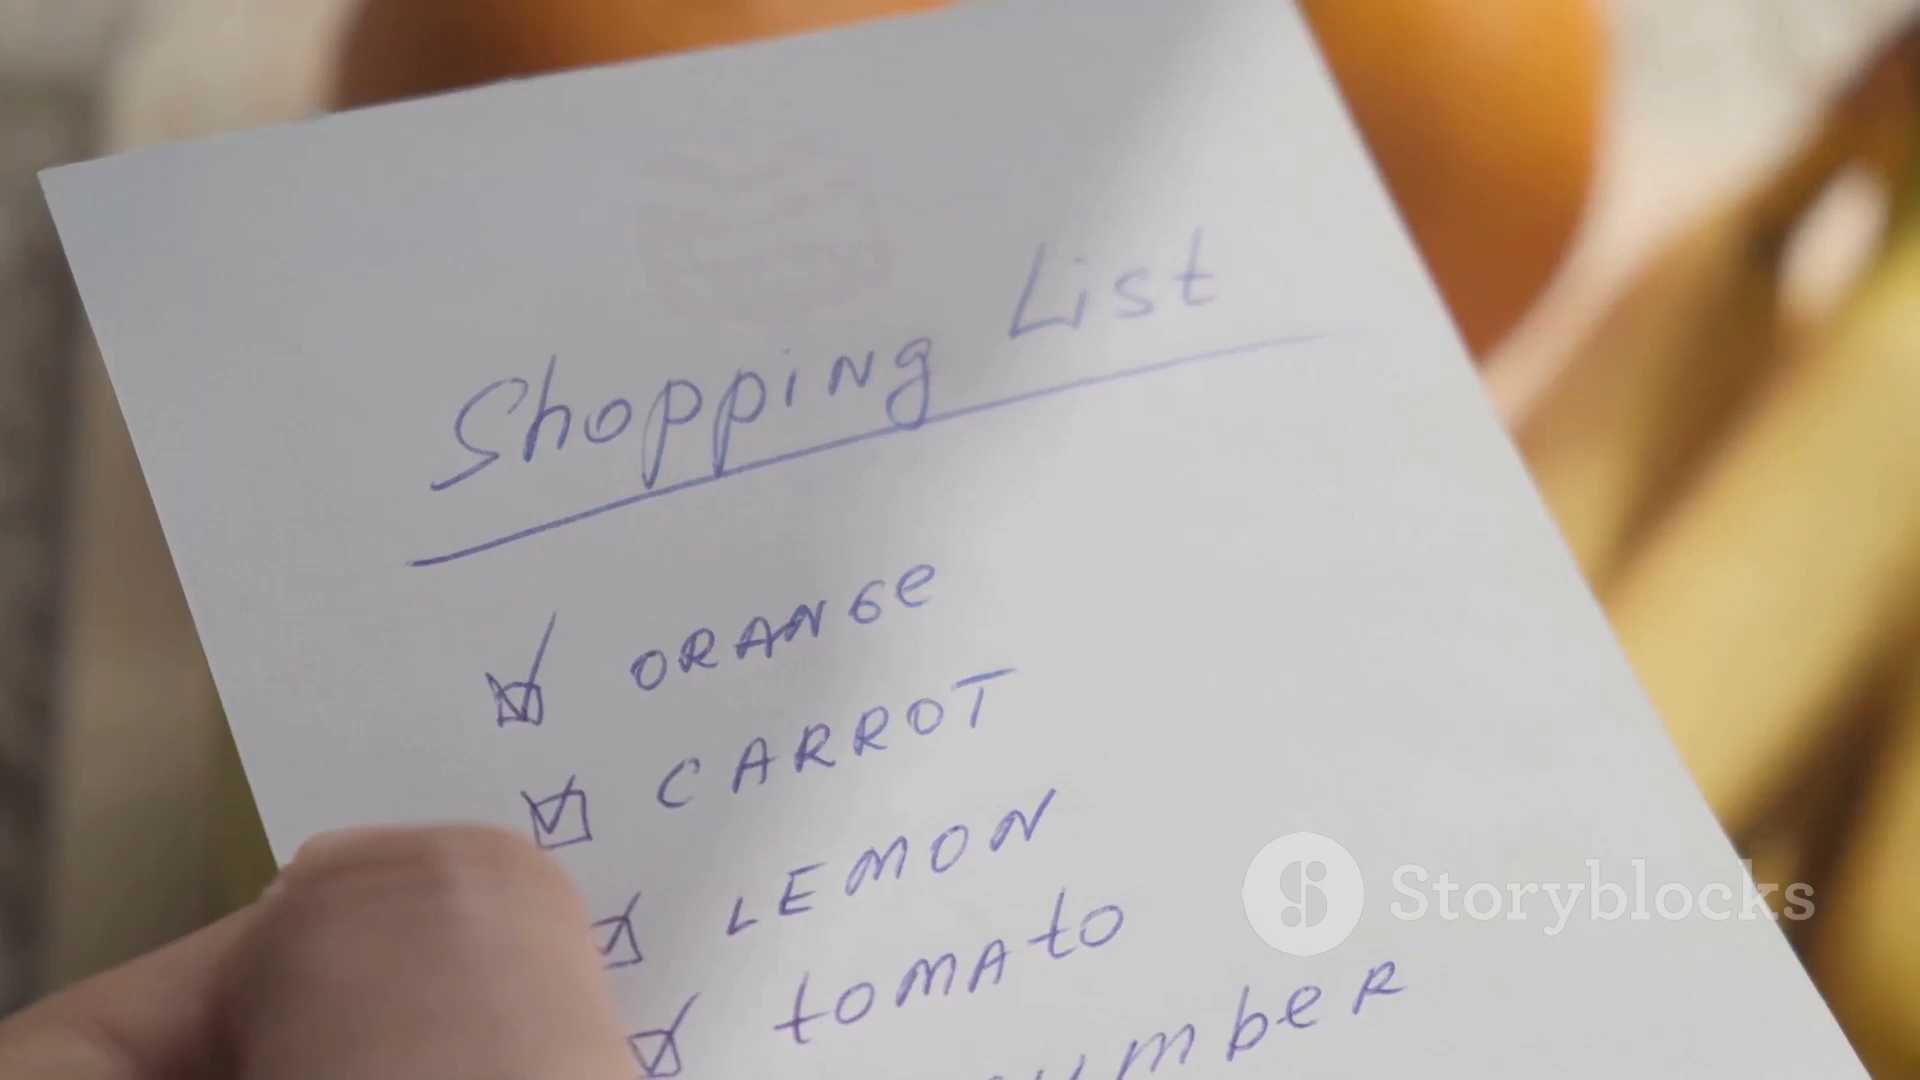 Shopping List
ORANGe
CARROT
LEMON
toMAto
Storyblocks